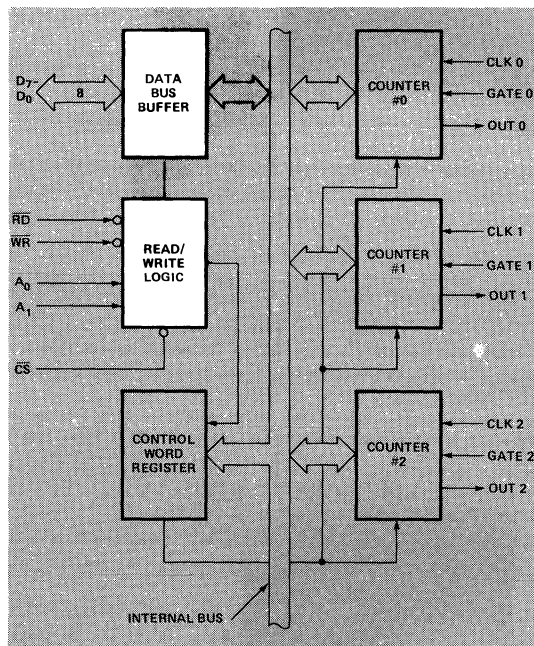 D7-
D0
8
DATA
BUS
BUFFER
COUNTER
#0
CLK 0
GATE 0
OUT 0
RD
WR
A0
A1
CS
READ/
WRITE
LOGIC
COUNTER
#1
CLK 1
GATE 1
OUT 1
CONTROL
WORD
REGISTER
COUNTER
#2
CLK 2
GATE 2
OUT 2
INTERNAL BUS